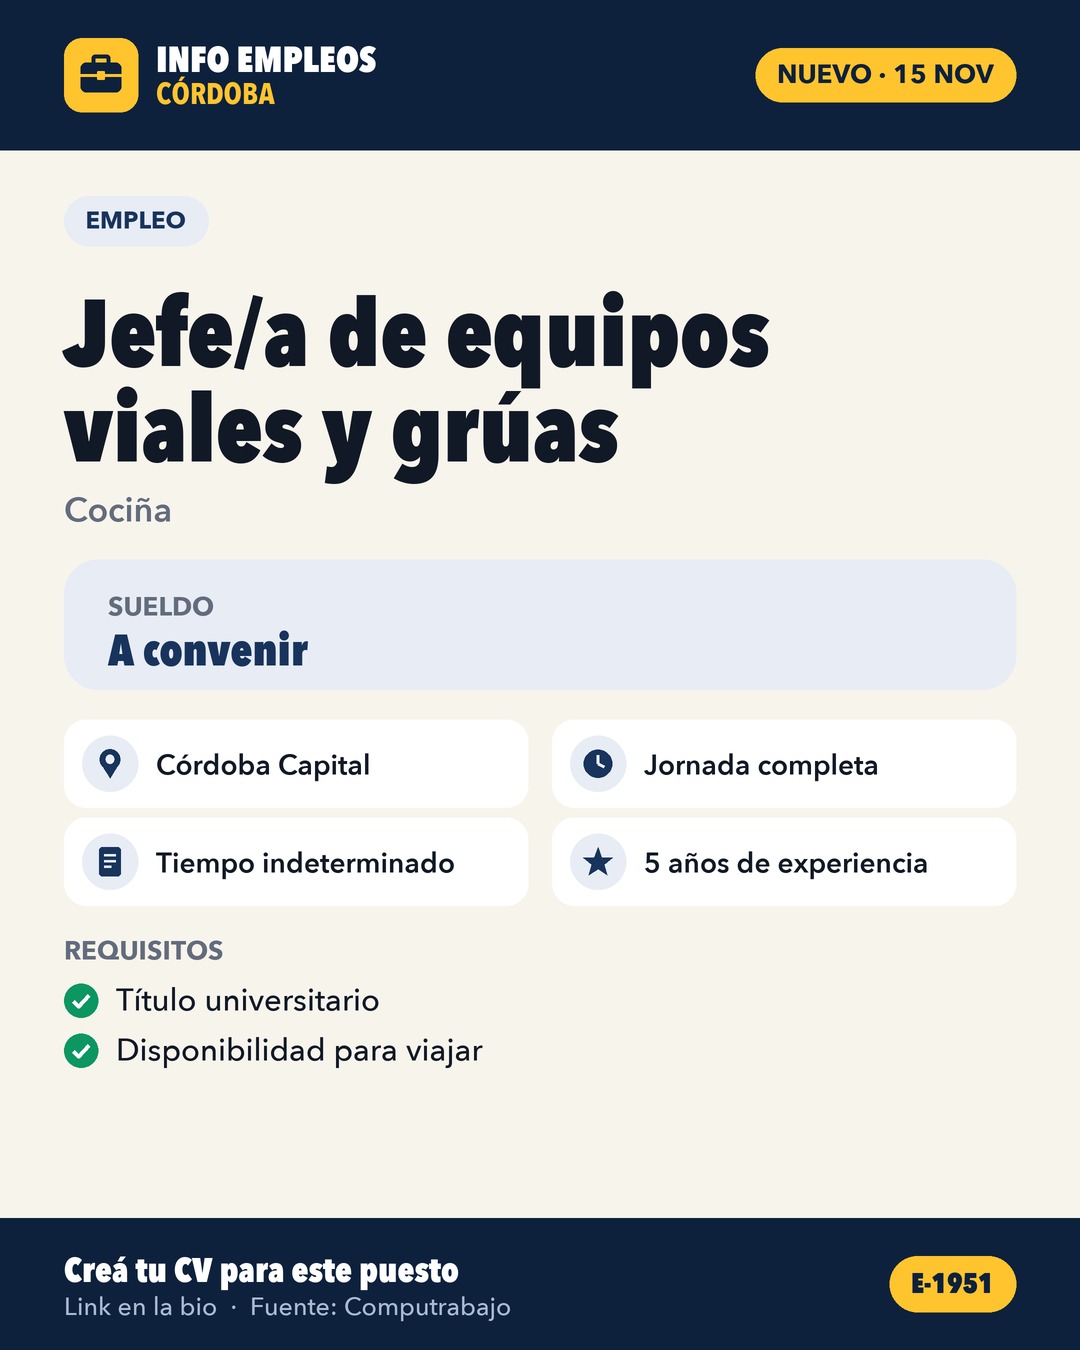 INFO EMPLEOS
CÓRDOBA
NUEVO · 15 NOV
EMPLEO
Jefe/a de equipos
viales y grúas
Cociña
SUELDO
A convenir
Córdoba Capital
Jornada completa
Tiempo indeterminado
5 años de experiencia
REQUISITOS
Título universitario
Disponibilidad para viajar
Creá tu CV para este puesto
Link en la bio · Fuente: Computrabajo
E-1951